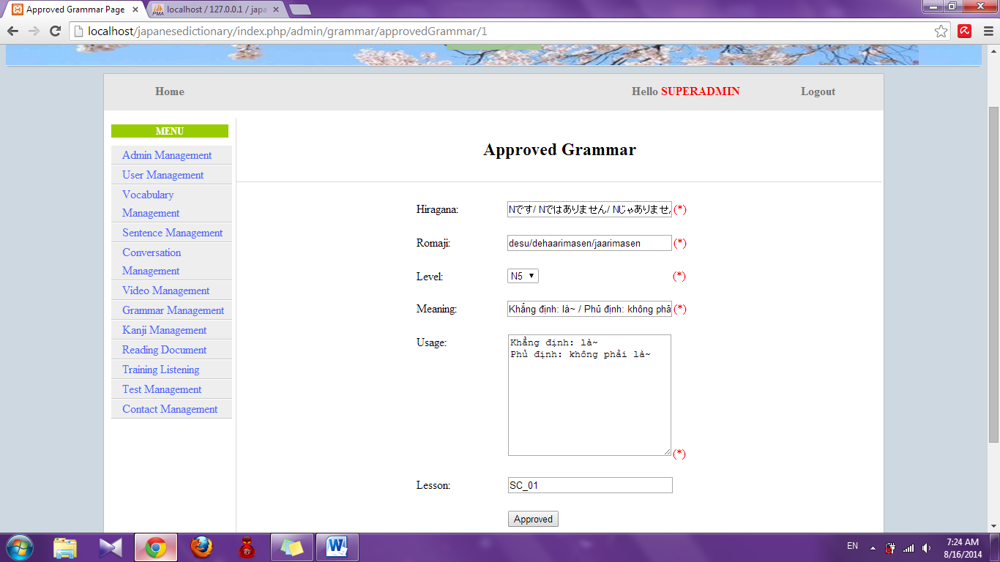 Approved Grammar Page
localhost / 127.0.0.1 / japa
localhost/japanesedictionary/index.php/admin/grammar/approvedGrammar/1
Home
Hello SUPERADMIN
Logout
MENU
Admin Management
User Management
Vocabulary
Management
Sentence Management
Conversation
Management
Video Management
Grammar Management
Kanji Management
Reading Document
Training Listening
Test Management
Contact Management
Approved Grammar
Hiragana: Nです/ Nではありません/ Nじゃありませ (*)
Romaji: desu/dehaarimasen/jaarimasen (*)
Level: N5 (*)
Meaning: Khẳng định: là~ / Phủ định: không phả (*)
Usage: Khẳng định: là~
Phủ định: không phải là~
(*)
Lesson: SC_01
Approved
EN
7:24 AM
8/16/2014